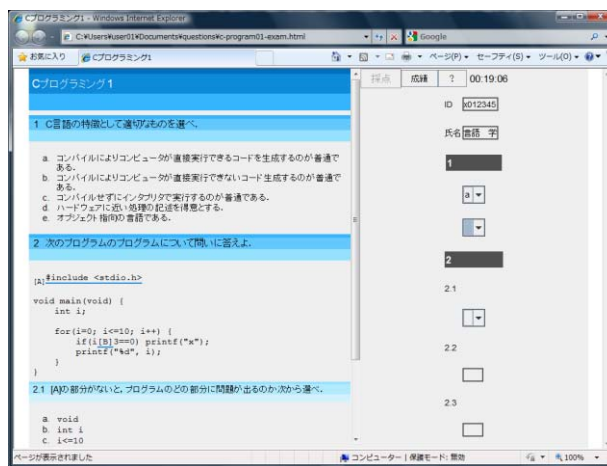 Cプログラミング1 - Windows Internet Explorer
C:¥Users¥user01¥Documents¥questions¥c-program01-exam.html
Google
お気に入り
Cプログラミング1
ページ(P)
セーフティ(S)
ツール(O)
Cプログラミング1
1 C言語の特徴として適切なものを選べ。
a. コンパイルによりコンピュータが直接実行できるコードを生成するのが普通で
ある。
b. コンパイルによりコンピュータが直接実行できないコード生成するのが普通で
ある。
c. コンパイルせずにインタプリタで実行するのが普通である。
d. ハードウェアに近い処理の記述を得意とする。
e. オブジェクト指向の言語である。
2 次のプログラムのプログラムについて問いに答えよ.
[A]#include <stdio.h>
void main(void) {
int i;
for(i=0; i<=10; i++) {
if(i[B]3==0) printf("x");
printf("%d", i);
}
}
2.1 [A]の部分がないと、プログラムのどの部分に問題が出るのか次から選べ.
a. void
b. int i
c. i<=10
採点
成績
?
00:19:06
ID x012345
氏名 言語 学
1
a
2
2.1
2.2
2.3
ページが表示されました
コンピューター | 保護モード: 無効
100%